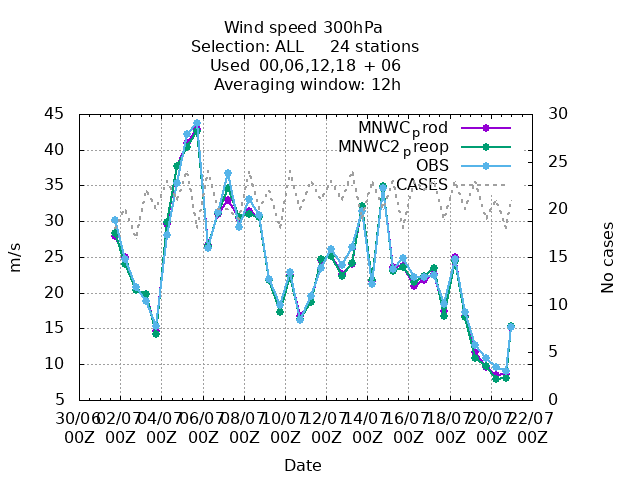 Wind speed 300hPa
Selection: ALL 24 stations
Used 00,06,12,18 + 06
Averaging window: 12h
45
40
35
30
25
20
15
10
5
30
25
20
15
10
5
0
MNWCprod
MNWC2preop
OBS
CASES
m/s
No cases
30/06 02/07 04/07 06/07 08/07 10/07 12/07 14/07 16/07 18/07 20/07 22/07
00Z 00Z 00Z 00Z 00Z 00Z 00Z 00Z 00Z 00Z 00Z 00Z
Date